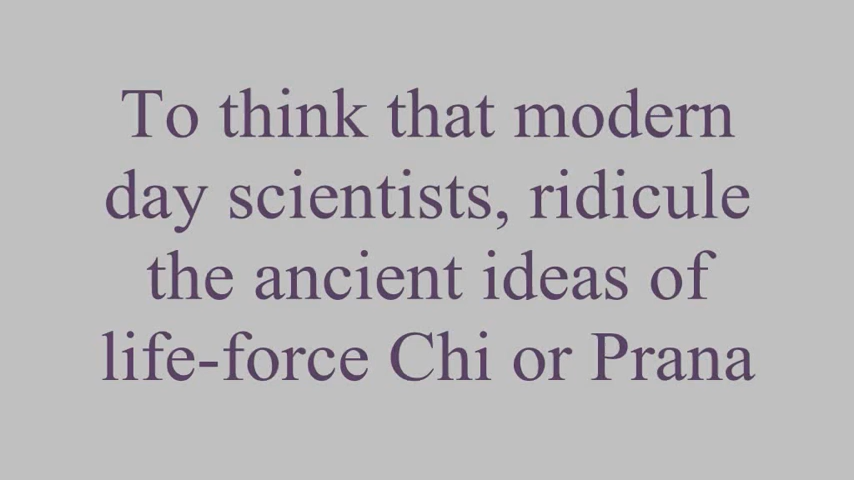 To think that modern
day scientists, ridicule
the ancient ideas of
life-force Chi or Prana